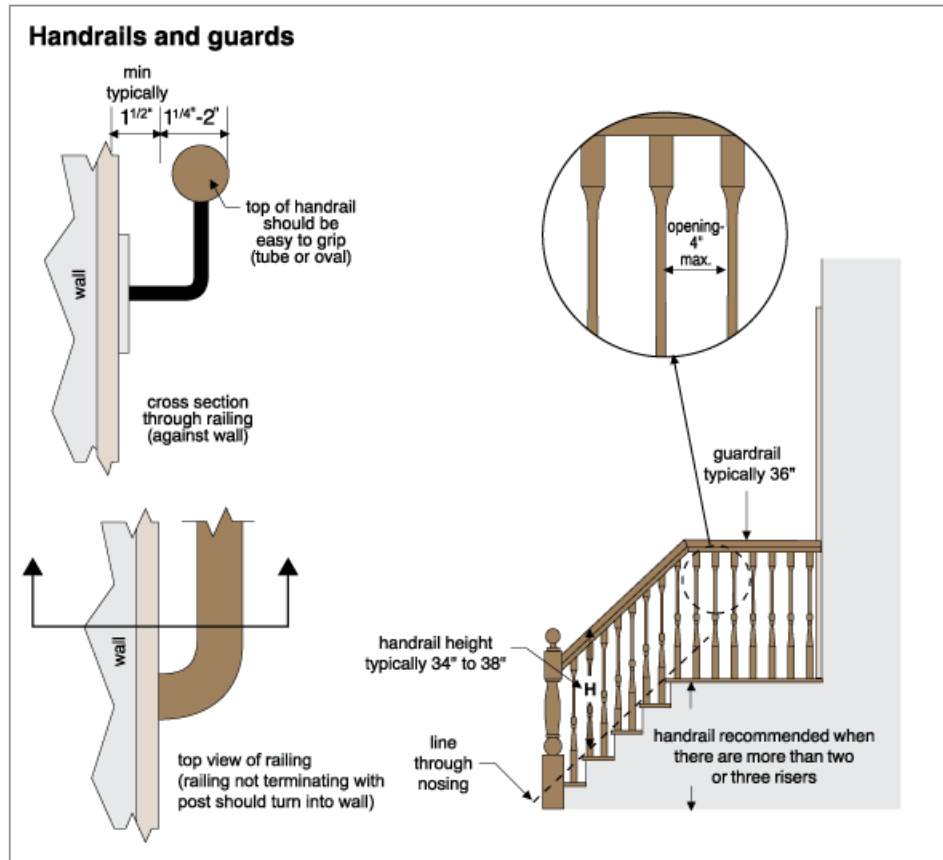 Handrails and guards
min
typically
1 1/2" 1 1/4"-2"
top of handrail
should be
easy to grip
(tube or oval)
wall
cross section
through railing
(against wall)
opening-
4"
max.
guardrail
typically 36"
handrail height
typically 34" to 38"
H
line
through
nosing
handrail recommended when
there are more than two
or three risers
wall
top view of railing
(railing not terminating with
post should turn into wall)